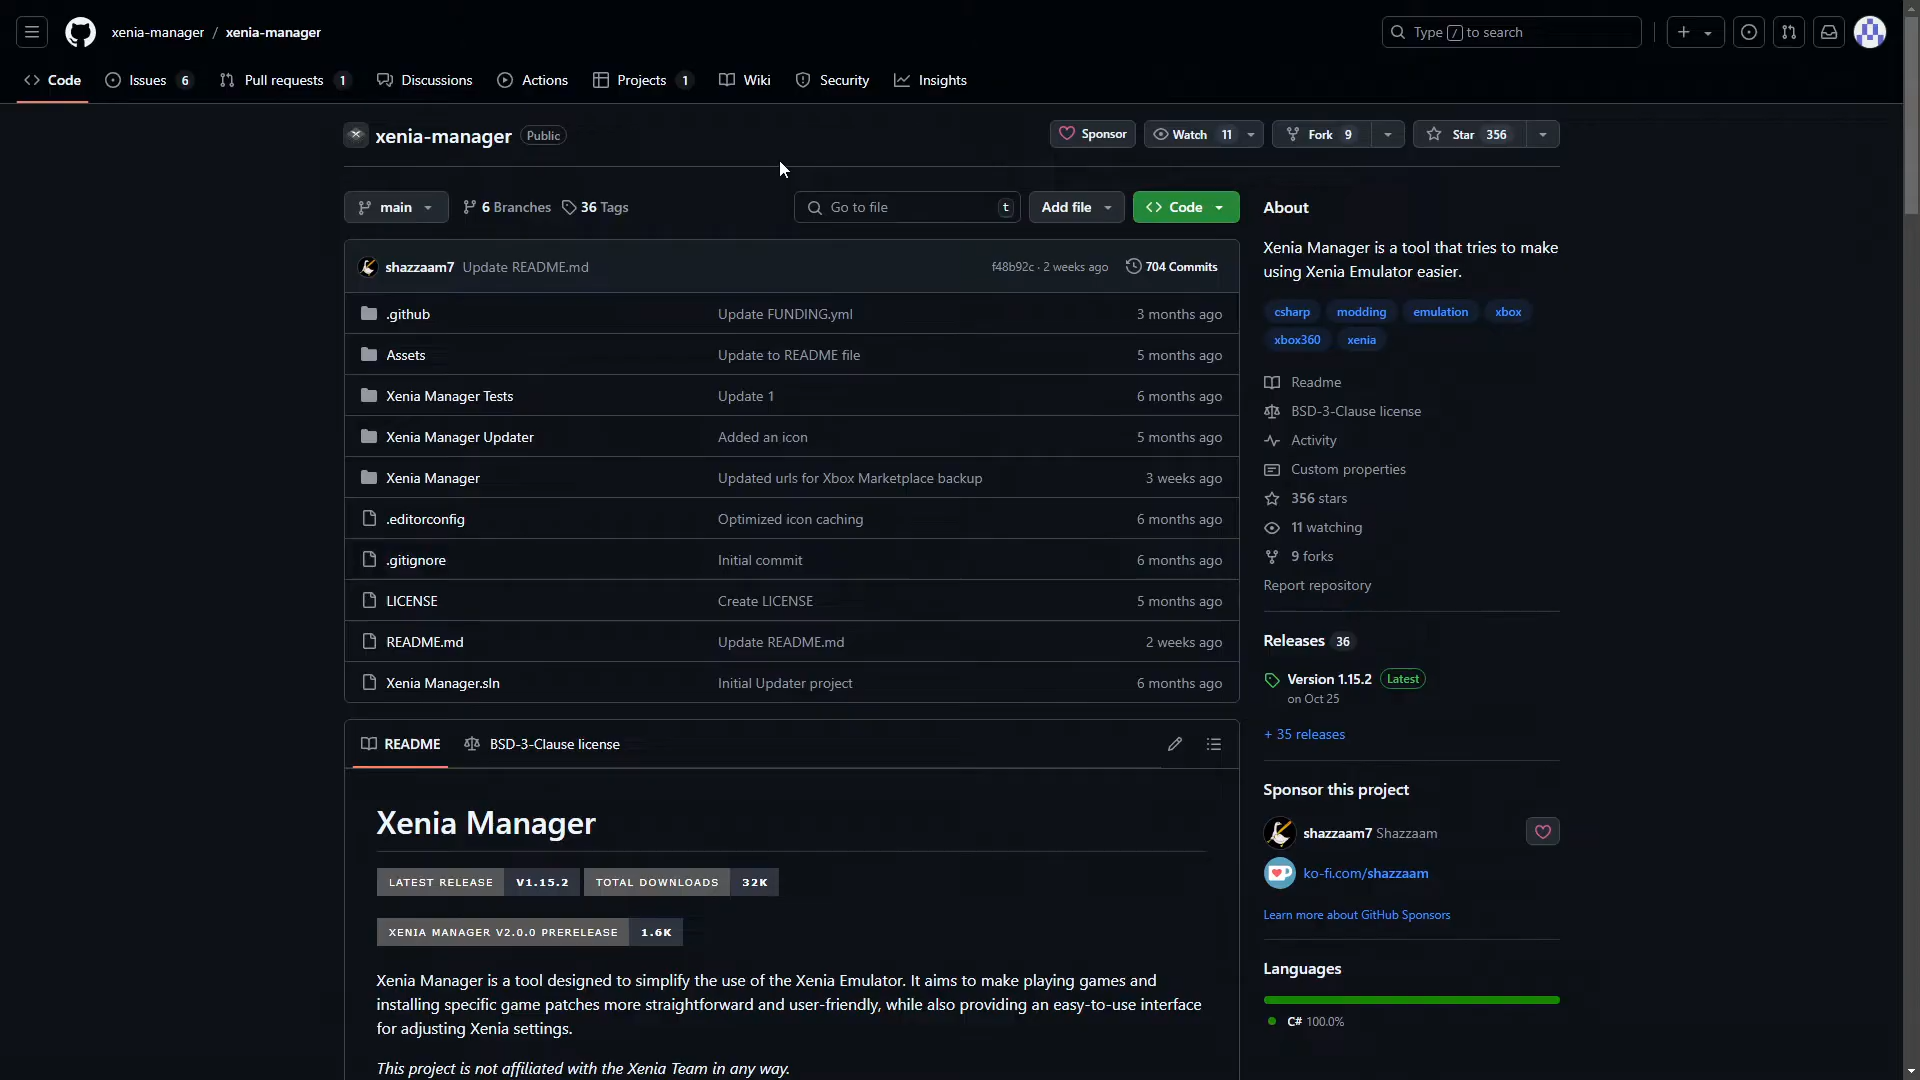 xenia-manager / xenia-manager
Type / to search
Code
Issues 6
Pull requests 1
Discussions
Actions
Projects 1
Wiki
Security
Insights
xenia-manager Public
Sponsor
Watch 11
Fork 9
Star 356
main
6 Branches
36 Tags
Go to file t
Add file
Code
shazzaam7 Update README.md f48b92c · 2 weeks ago 704 Commits
.github Update FUNDING.yml 3 months ago
Assets Update to README file 5 months ago
Xenia Manager Tests Update 1 6 months ago
Xenia Manager Updater Added an icon 5 months ago
Xenia Manager Updated urls for Xbox Marketplace backup 3 weeks ago
.editorconfig Optimized icon caching 6 months ago
.gitignore Initial commit 6 months ago
LICENSE Create LICENSE 5 months ago
README.md Update README.md 2 weeks ago
Xenia Manager.sln Initial Updater project 6 months ago
README
BSD-3-Clause license
Xenia Manager
LATEST RELEASE V1.15.2 TOTAL DOWNLOADS 32K
XENIA MANAGER V2.0.0 PRERELEASE 1.6K
Xenia Manager is a tool designed to simplify the use of the Xenia Emulator. It aims to make playing games and
installing specific game patches more straightforward and user-friendly, while also providing an easy-to-use interface
for adjusting Xenia settings.
This project is not affiliated with the Xenia Team in any way.
About
Xenia Manager is a tool that tries to make
using Xenia Emulator easier.
csharp modding emulation xbox
xbox360 xenia
Readme
BSD-3-Clause license
Activity
Custom properties
356 stars
11 watching
9 forks
Report repository
Releases 36
Version 1.15.2 Latest
on Oct 25
+ 35 releases
Sponsor this project
shazzaam7 Shazzaam
ko-fi.com/shazzaam
Learn more about GitHub Sponsors
Languages
C# 100.0%